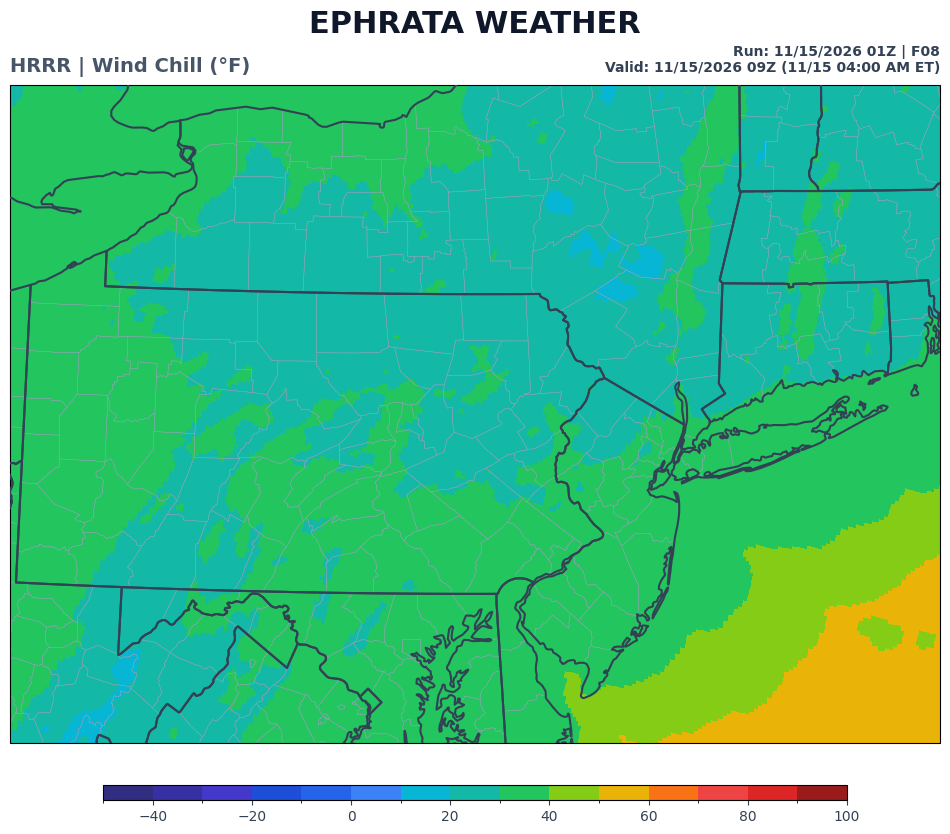 EPHRATA WEATHER
HRRR | Wind Chill (°F)
Run: 11/15/2026 01Z | F08
Valid: 11/15/2026 09Z (11/15 04:00 AM ET)
−40 −20 0 20 40 60 80 100